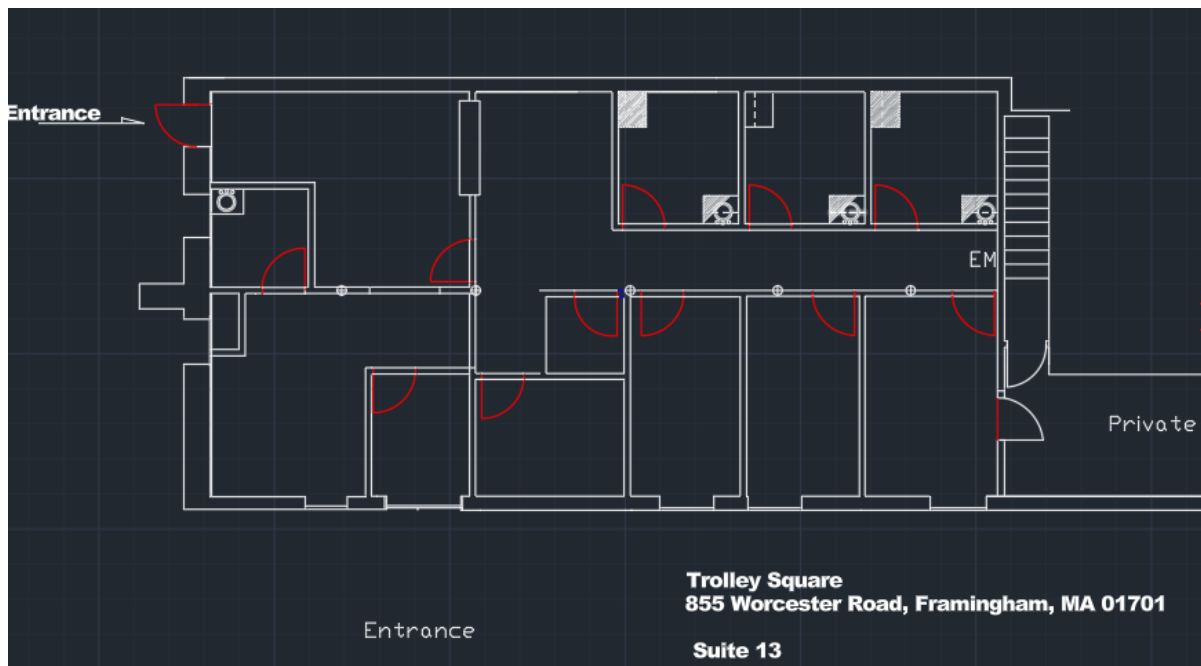 Entrance
EM
Private
Trolley Square
855 Worcester Road, Framingham, MA 01701
Entrance
Suite 13